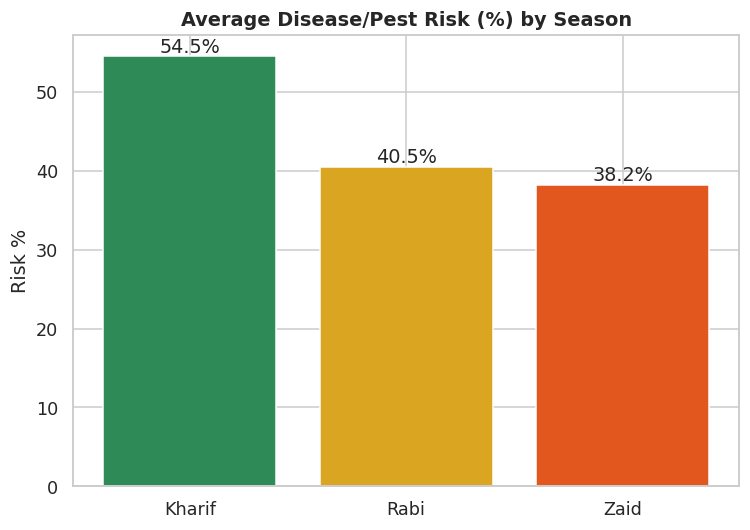 Average Disease/Pest Risk (%) by Season
54.5%
40.5%
38.2%
Risk %
50
40
30
20
10
0
Kharif
Rabi
Zaid